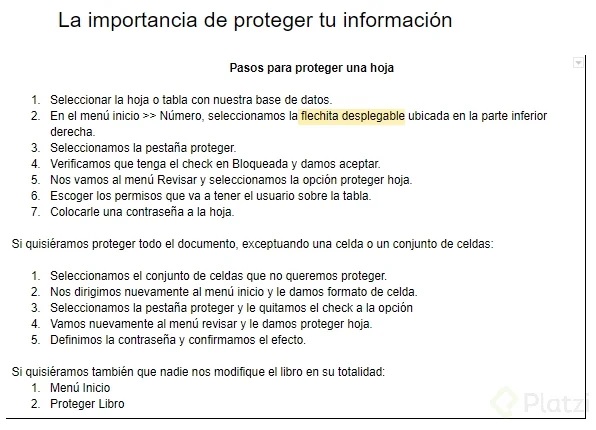 La importancia de proteger tu información
Pasos para proteger una hoja
1. Seleccionar la hoja o tabla con nuestra base de datos.
2. En el menú inicio >> Número, seleccionamos la flechita desplegable ubicada en la parte inferior
derecha.
3. Seleccionamos la pestaña proteger.
4. Verificamos que tenga el check en Bloqueada y damos aceptar.
5. Nos vamos al menú Revisar y seleccionamos la opción proteger hoja.
6. Escoger los permisos que va a tener el usuario sobre la tabla.
7. Colocarle una contraseña a la hoja.
Si quisiéramos proteger todo el documento, exceptuando una celda o un conjunto de celdas:
1. Seleccionamos el conjunto de celdas que no queremos proteger.
2. Nos dirigimos nuevamente al menú inicio y le damos formato de celda.
3. Seleccionamos la pestaña proteger y le quitamos el check a la opción
4. Vamos nuevamente al menú revisar y le damos proteger hoja.
5. Definimos la contraseña y confirmamos el efecto.
Si quisiéramos también que nadie nos modifique el libro en su totalidad:
1. Menú Inicio
2. Proteger Libro
Platzi